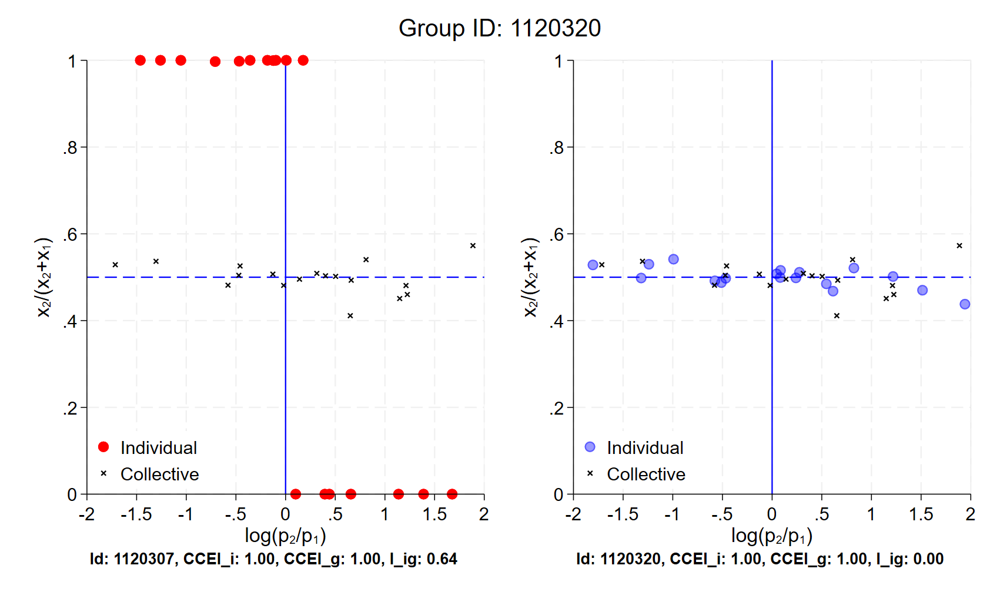 Group ID: 1120320
1
.8
.6
.4
.2
0
x₂/(x₂+x₁)
Individual
Collective
-2 -1.5 -1 -.5 0 .5 1 1.5 2
log(p₂/p₁)
Id: 1120307, CCEI_i: 1.00, CCEI_g: 1.00, I_ig: 0.64
1
.8
.6
.4
.2
0
x₂/(x₂+x₁)
Individual
Collective
-2 -1.5 -1 -.5 0 .5 1 1.5 2
log(p₂/p₁)
Id: 1120320, CCEI_i: 1.00, CCEI_g: 1.00, I_ig: 0.00